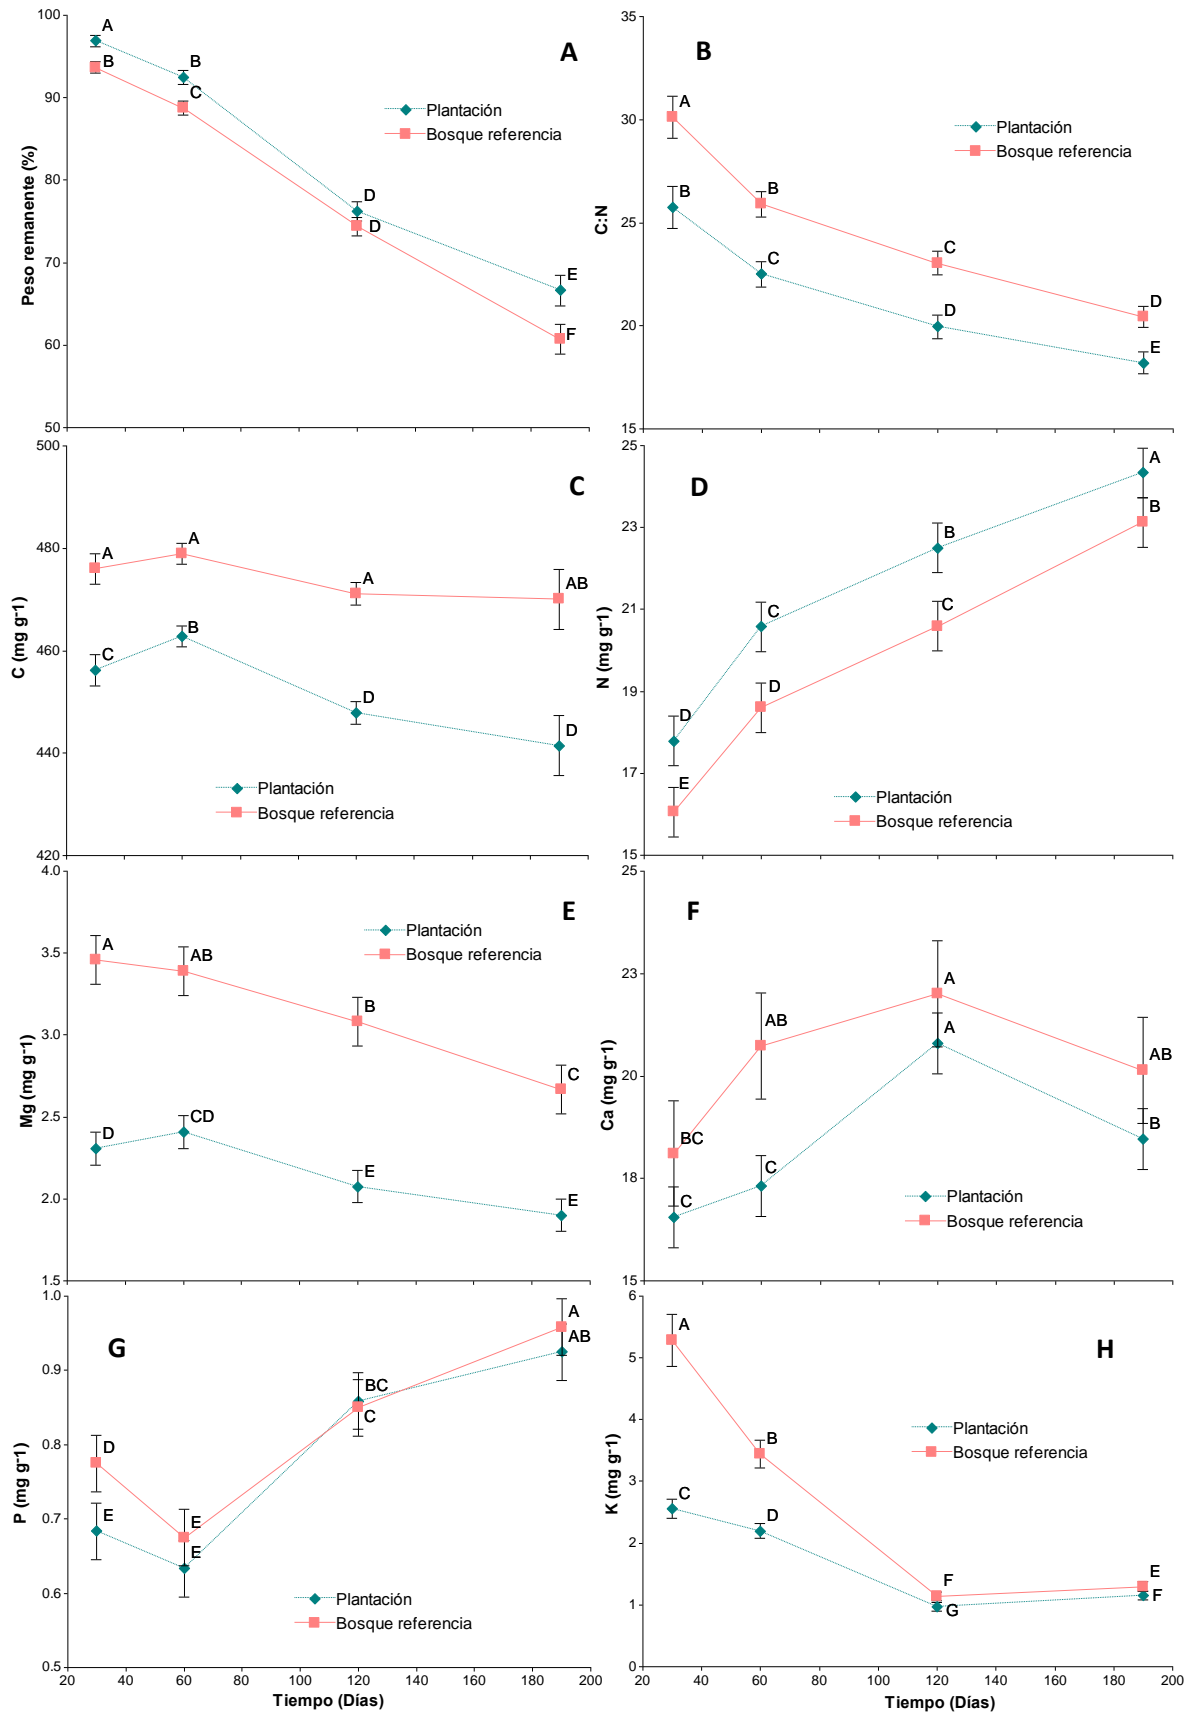 A
Peso remanente (%)
100
90
80
70
60
50
A
B
B
C
D
D
E
F
Plantación
Bosque referencia
B
C:N
35
30
25
20
15
A
B
B
C
C
D
D
E
Plantación
Bosque referencia
C
C (mg g-1)
500
480
460
440
420
A
A
A
AB
C
B
D
D
Plantación
Bosque referencia
D
N (mg g-1)
25
23
21
19
17
15
A
B
B
C
C
D
D
E
Plantación
Bosque referencia
E
Mg (mg g-1)
4.0
3.5
3.0
2.5
2.0
1.5
A
AB
B
C
D
CD
E
E
Plantación
Bosque referencia
F
Ca (mg g-1)
25
23
20
18
15
BC
AB
A
AB
C
C
A
B
Plantación
Bosque referencia
G
P (mg g-1)
1.0
0.9
0.8
0.7
0.6
0.5
D
E
E
E
BC
C
A
AB
Plantación
Bosque referencia
20 40 60 80 100 120 140 160 180 200
Tiempo (Días)
H
K (mg g-1)
6
5
4
3
2
1
0
A
B
C
D
F
G
E
F
Plantación
Bosque referencia
20 40 60 80 100 120 140 160 180 200
Tiempo (Días)